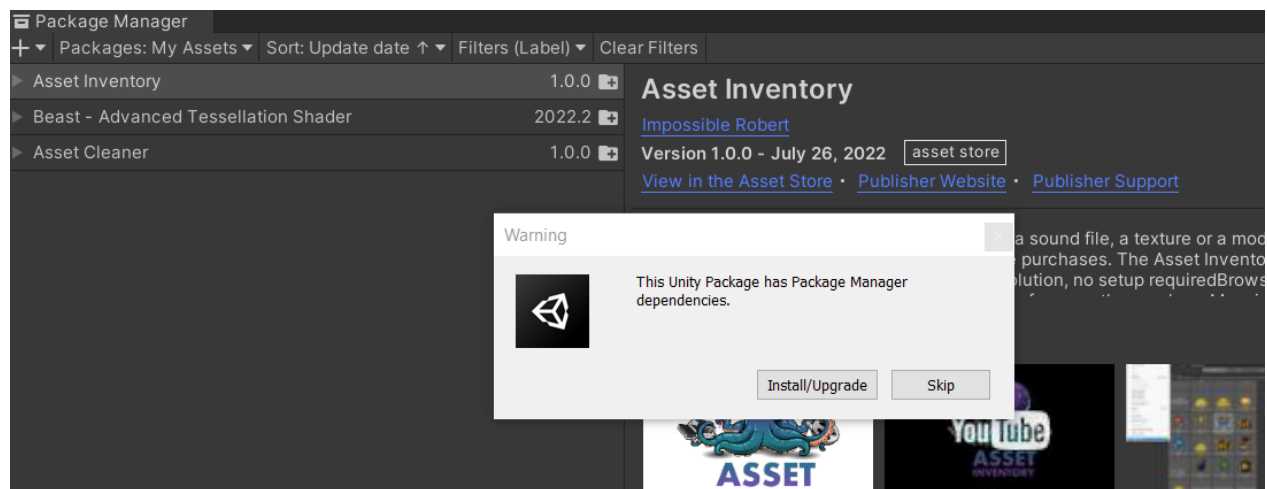 Package Manager
Packages: My Assets Sort: Update date ↑ Filters (Label) Clear Filters
Asset Inventory 1.0.0
Beast - Advanced Tessellation Shader 2022.2
Asset Cleaner 1.0.0
Asset Inventory
Impossible Robert
Version 1.0.0 - July 26, 2022 asset store
View in the Asset Store • Publisher Website • Publisher Support
Warning
This Unity Package has Package Manager
dependencies.
Install/Upgrade Skip
a sound file, a texture or a mod
purchases. The Asset Invento
olution, no setup requiredBrows
ASSET
YouTube
ASSET
INVENTORY